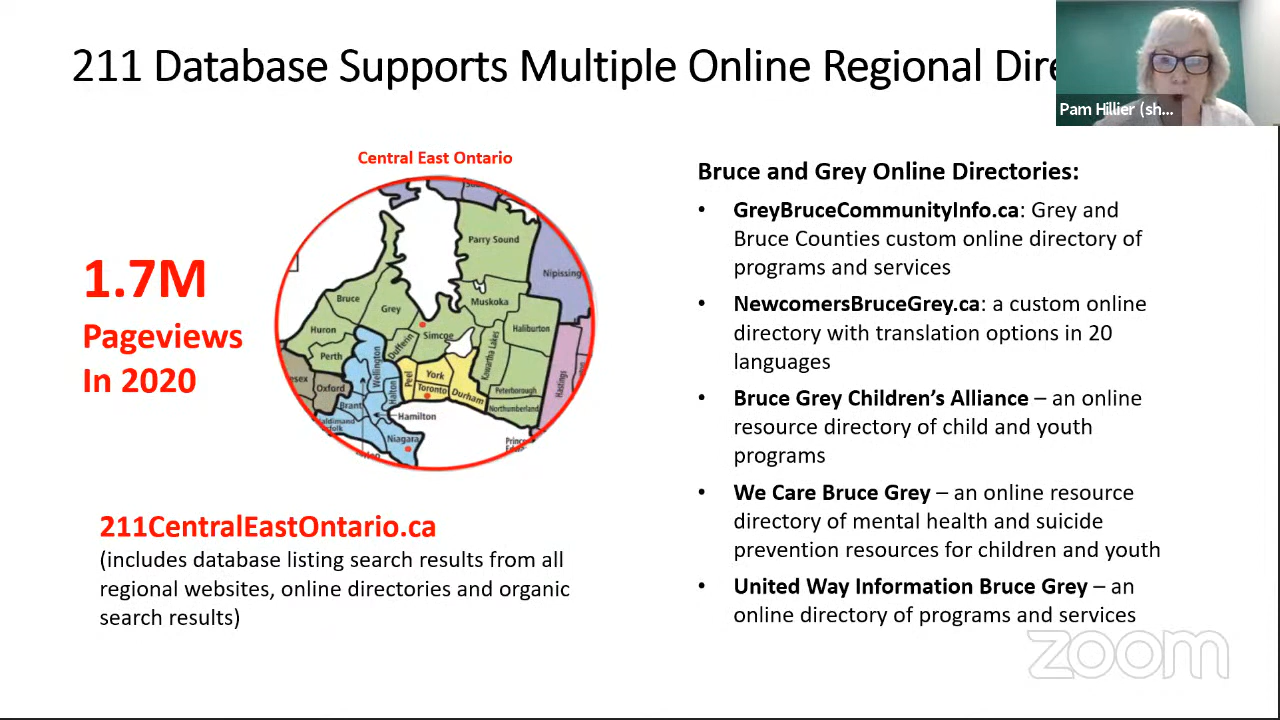 211 Database Supports Multiple Online Regional Dire
Pam Hillier (sh...
Central East Ontario
1.7M
Pageviews
In 2020
Parry Sound
Nipissing
Bruce
Grey
Muskoka
Huron
Simcoe
Haliburton
Dufferin
Kawartha Lakes
Perth
Wellington
Peel
York
Toronto
Durham
Peterborough
Northumberland
Hastings
Oxford
Halton
Brant
Hamilton
Niagara
211CentralEastOntario.ca
(includes database listing search results from all
regional websites, online directories and organic
search results)
Bruce and Grey Online Directories:
• GreyBruceCommunityInfo.ca: Grey and
Bruce Counties custom online directory of
programs and services
• NewcomersBruceGrey.ca: a custom online
directory with translation options in 20
languages
• Bruce Grey Children’s Alliance – an online
resource directory of child and youth
programs
• We Care Bruce Grey – an online resource
directory of mental health and suicide
prevention resources for children and youth
• United Way Information Bruce Grey – an
online directory of programs and services
zoom